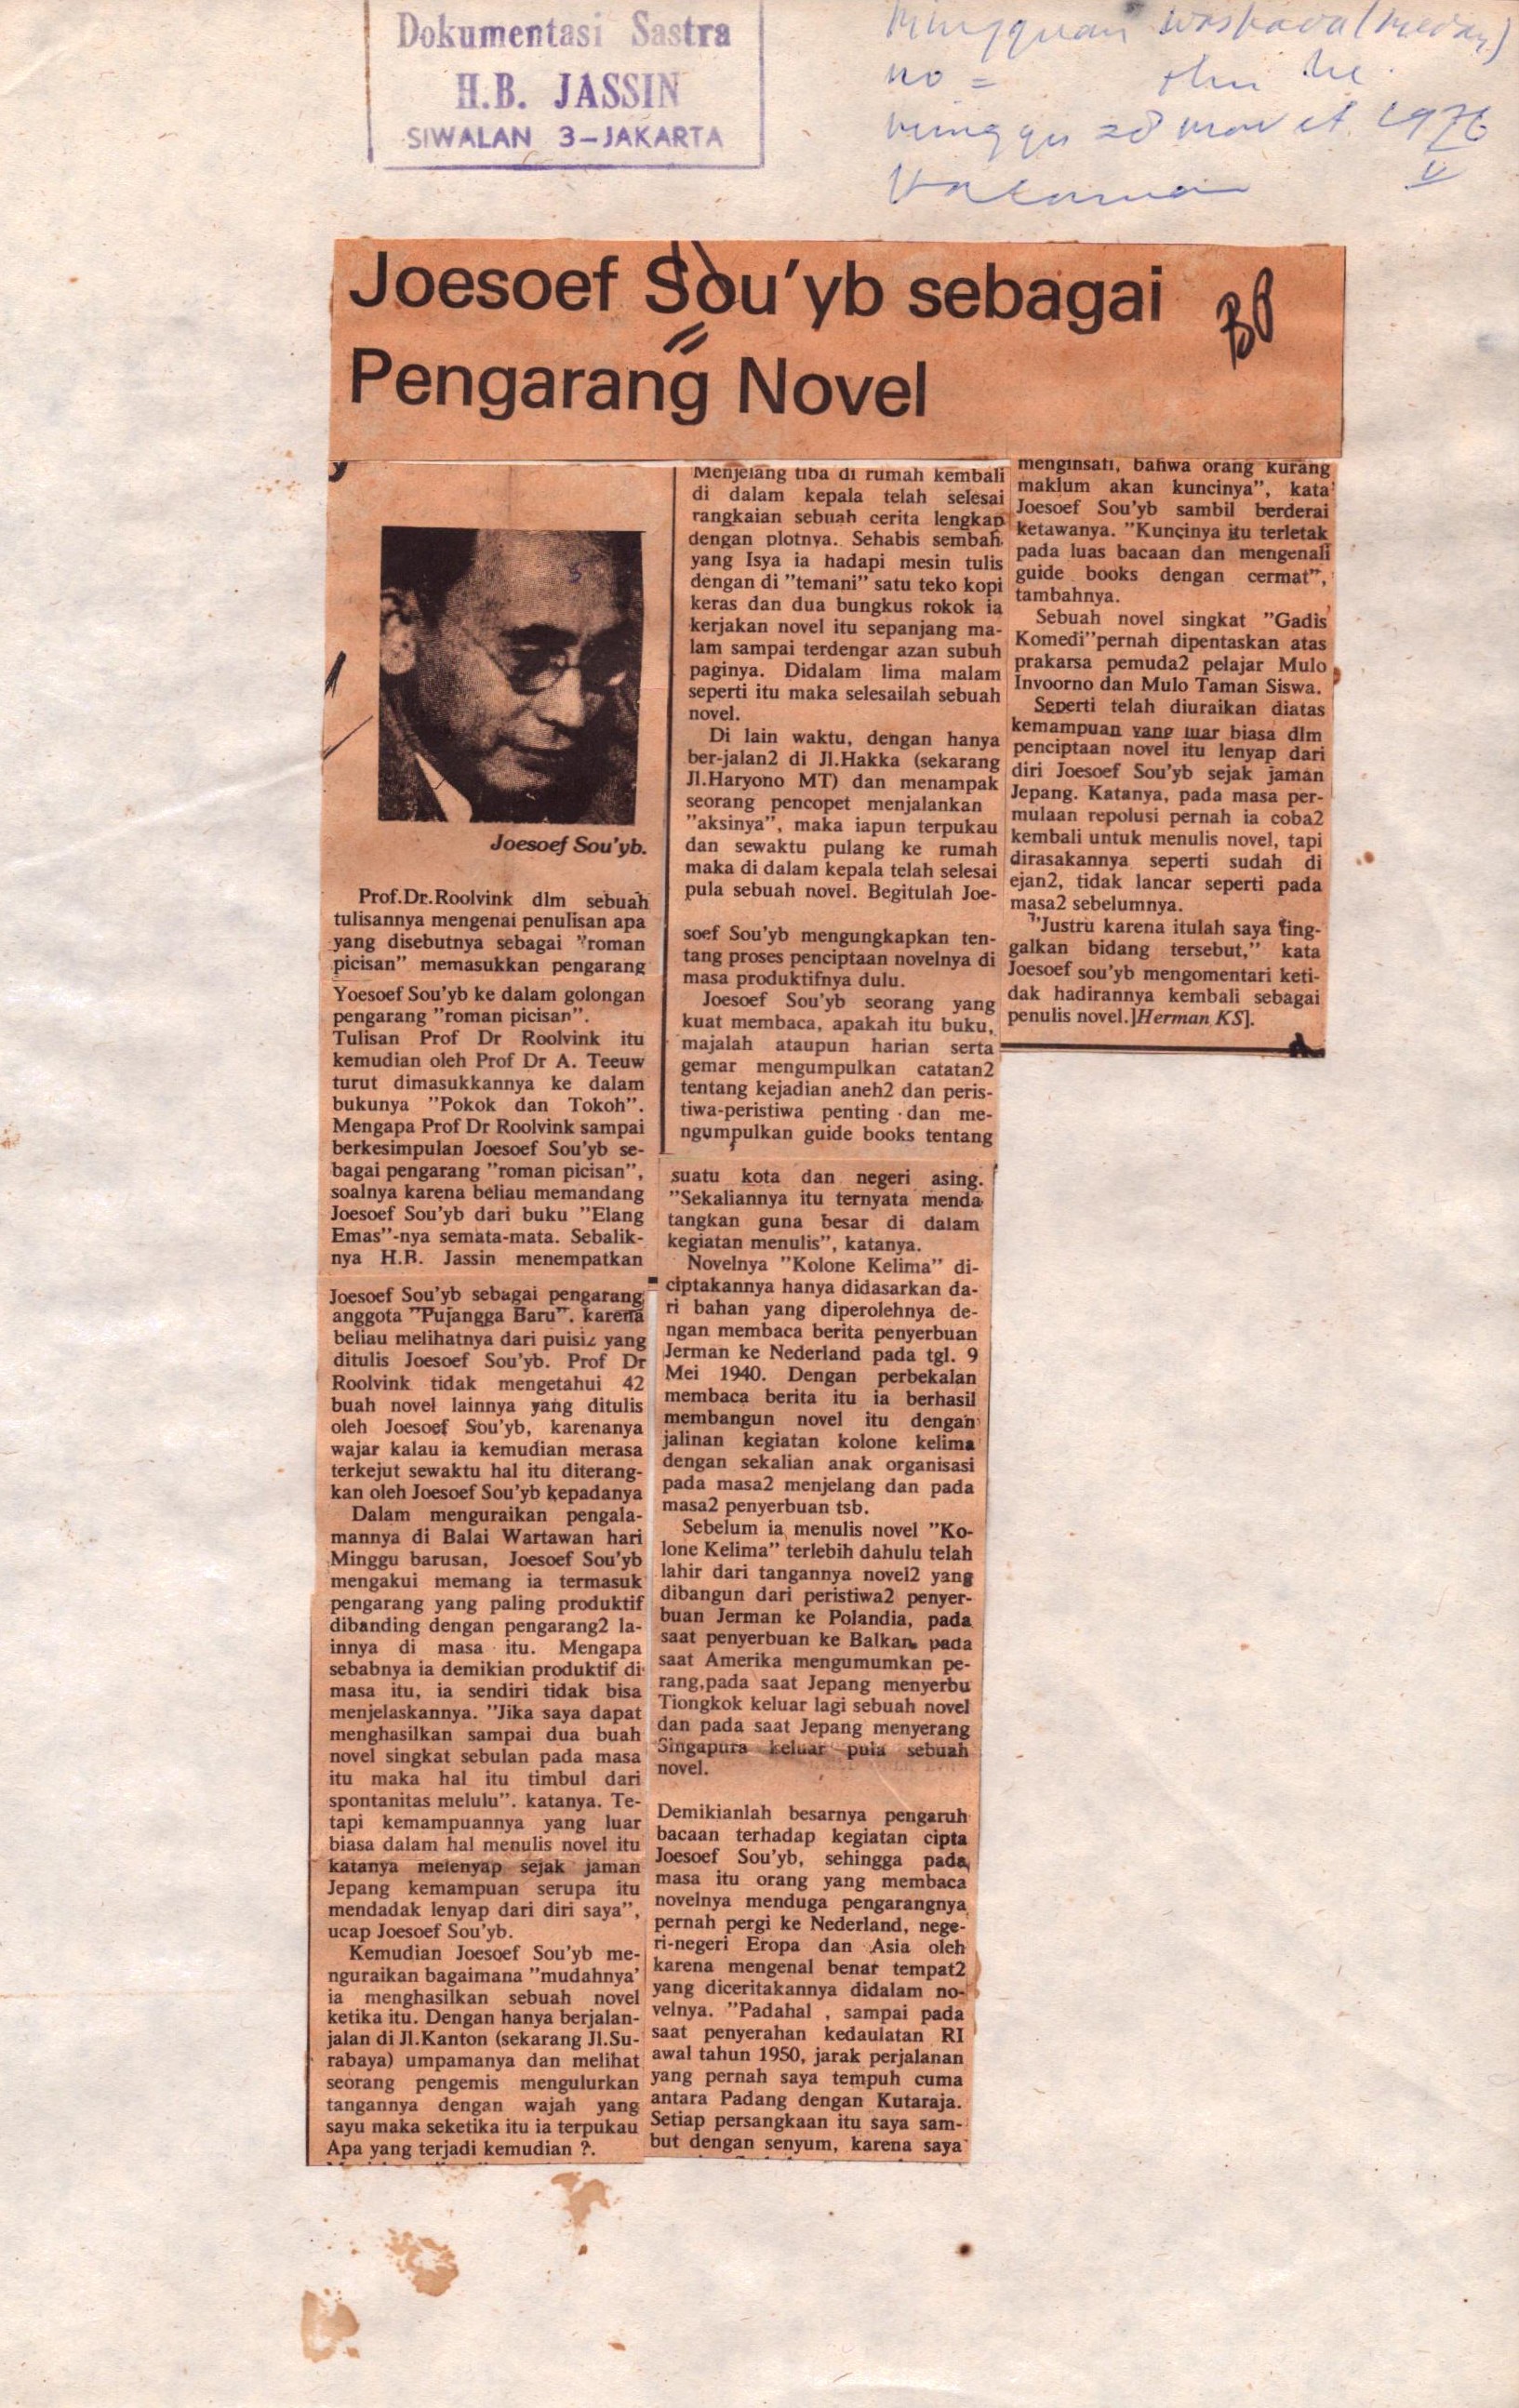 Dokumentasi Sastra
H.B. JASSIN
SIWALAN 3-JAKARTA
Mingguan Waspada (Medan)
no = thn ke.
minggu 28 maret 1976
Halaman V
Joesoef Sou'yb sebagai
Pengarang Novel
Joesoef Sou'yb.
Prof.Dr.Roolvink dlm sebuah
tulisannya mengenai penulisan apa
yang disebutnya sebagai "roman
picisan" memasukkan pengarang
Yoesoef Sou'yb ke dalam golongan
pengarang "roman picisan".
Tulisan Prof Dr Roolvink itu
kemudian oleh Prof Dr A. Teeuw
turut dimasukkannya ke dalam
bukunya "Pokok dan Tokoh".
Mengapa Prof Dr Roolvink sampai
berkesimpulan Joesoef Sou'yb se-
bagai pengarang "roman picisan",
soalnya karena beliau memandang
Joesoef Sou'yb dari buku "Elang
Emas"-nya semata-mata. Sebalik-
nya H.B. Jassin menempatkan
Joesoef Sou'yb sebagai pengarang
anggota "Pujangga Baru". karena
beliau melihatnya dari puisi2 yang
ditulis Joesoef Sou'yb. Prof Dr
Roolvink tidak mengetahui 42
buah novel lainnya yang ditulis
oleh Joesoef Sou'yb, karenanya
wajar kalau ia kemudian merasa
terkejut sewaktu hal itu diterang-
kan oleh Joesoef Sou'yb kepadanya
Dalam menguraikan pengala-
mannya di Balai Wartawan hari
Minggu barusan, Joesoef Sou'yb
mengakui memang ia termasuk
pengarang yang paling produktif
dibanding dengan pengarang2 la-
innya di masa itu. Mengapa
sebabnya ia demikian produktif di
masa itu, ia sendiri tidak bisa
menjelaskannya. "Jika saya dapat
menghasilkan sampai dua buah
novel singkat sebulan pada masa
itu maka hal itu timbul dari
spontanitas melulu". katanya. Te-
tapi kemampuannya yang luar
biasa dalam hal menulis novel itu
katanya melenyap sejak jaman
Jepang kemampuan serupa itu
mendadak lenyap dari diri saya",
ucap Joesoef Sou'yb.
Kemudian Joesoef Sou'yb me-
nguraikan bagaimana "mudahnya'
ia menghasilkan sebuah novel
ketika itu. Dengan hanya berjalan-
jalan di Jl.Kanton (sekarang Jl.Su-
rabaya) umpamanya dan melihat
seorang pengemis mengulurkan
tangannya dengan wajah yang
sayu maka seketika itu ia terpukau
Apa yang terjadi kemudian ?.
Menjelang tiba di rumah kembali
di dalam kepala telah selesai
rangkaian sebuah cerita lengkap
dengan plotnya. Sehabis sembah
yang Isya ia hadapi mesin tulis
dengan di "temani" satu teko kopi
keras dan dua bungkus rokok ia
kerjakan novel itu sepanjang ma-
lam sampai terdengar azan subuh
paginya. Didalam lima malam
seperti itu maka selesailah sebuah
novel.
Di lain waktu, dengan hanya
ber-jalan2 di Jl.Hakka (sekarang
Jl.Haryono MT) dan menampak
seorang pencopet menjalankan
"aksinya", maka iapun terpukau
dan sewaktu pulang ke rumah
maka di dalam kepala telah selesai
pula sebuah novel. Begitulah Joe-
soef Sou'yb mengungkapkan ten-
tang proses penciptaan novelnya di
masa produktifnya dulu.
Joesoef Sou'yb seorang yang
kuat membaca, apakah itu buku,
majalah ataupun harian serta
gemar mengumpulkan catatan2
tentang kejadian aneh2 dan peris-
tiwa-peristiwa penting dan me-
ngumpulkan guide books tentang
suatu kota dan negeri asing.
"Sekaliannya itu ternyata menda
tangkan guna besar di dalam
kegiatan menulis", katanya.
Novelnya "Kolone Kelima" di-
ciptakannya hanya didasarkan da-
ri bahan yang diperolehnya de-
ngan membaca berita penyerbuan
Jerman ke Nederland pada tgl. 9
Mei 1940. Dengan perbekalan
membaca berita itu ia berhasil
membangun novel itu dengan
jalinan kegiatan kolone kelima
dengan sekalian anak organisasi
pada masa2 menjelang dan pada
masa2 penyerbuan tsb.
Sebelum ia menulis novel "Ko-
lone Kelima" terlebih dahulu telah
lahir dari tangannya novel2 yang
dibangun dari peristiwa2 penyer-
buan Jerman ke Polandia, pada
saat penyerbuan ke Balkan, pada
saat Amerika mengumumkan pe-
rang,pada saat Jepang menyerbu
Tiongkok keluar lagi sebuah novel
dan pada saat Jepang menyerang
Singapura keluar pula sebuah
novel.
Demikianlah besarnya pengaruh
bacaan terhadap kegiatan cipta
Joesoef Sou'yb, sehingga pada
masa itu orang yang membaca
novelnya menduga pengarangnya
pernah pergi ke Nederland, nege-
ri-negeri Eropa dan Asia oleh
karena mengenal benar tempat2
yang diceritakannya didalam no-
velnya. "Padahal , sampai pada
saat penyerahan kedaulatan RI
awal tahun 1950, jarak perjalanan
yang pernah saya tempuh cuma
antara Padang dengan Kutaraja.
Setiap persangkaan itu saya sam-
but dengan senyum, karena saya
menginsafi, bahwa orang kurang
maklum akan kuncinya", kata
Joesoef Sou'yb sambil berderai
ketawanya. "Kuncinya itu terletak
pada luas bacaan dan mengenali
guide books dengan cermat",
tambahnya.
Sebuah novel singkat "Gadis
Komedi"pernah dipentaskan atas
prakarsa pemuda2 pelajar Mulo
Invoorno dan Mulo Taman Siswa.
Seperti telah diuraikan diatas
kemampuan yang luar biasa dlm
penciptaan novel itu lenyap dari
diri Joesoef Sou'yb sejak jaman
Jepang. Katanya, pada masa per-
mulaan repolusi pernah ia coba2
kembali untuk menulis novel, tapi
dirasakannya seperti sudah di
ejan2, tidak lancar seperti pada
masa2 sebelumnya.
"Justru karena itulah saya ting-
galkan bidang tersebut," kata
Joesoef sou'yb mengomentari keti-
dak hadirannya kembali sebagai
penulis novel.]Herman KS].